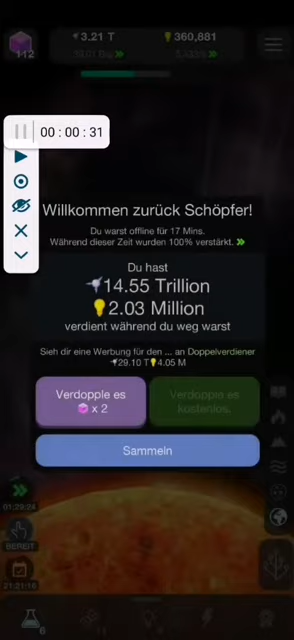 3.21 T
360,881
112
00 : 00 : 31
Willkommen zurück Schöpfer!
Du warst offline für 17 Mins.
Während dieser Zeit wurden 100% verstärkt.
Du hast
14.55 Trillion
2.03 Million
verdient während du weg warst
Sieh dir eine Werbung für den ... an Doppelverdiener
29.10 T 4.05 M
Verdopple es
x 2
Verdopple es
kostenlos.
Sammeln
01:29:24
BEREIT
21:21:16
6